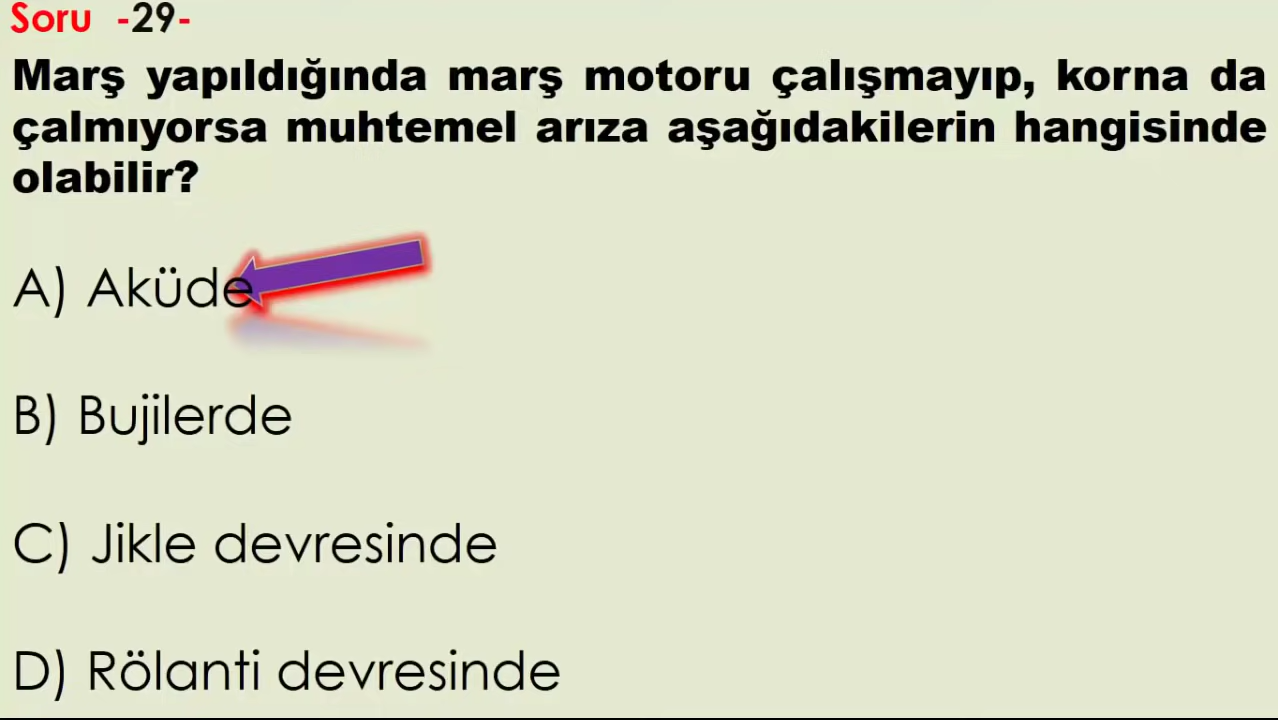 Soru -29-
Marş yapıldığında marş motoru çalışmayıp, korna da
çalmıyorsa muhtemel arıza aşağıdakilerin hangisinde
olabilir?
A) Aküde
B) Bujilerde
C) Jikle devresinde
D) Rölanti devresinde